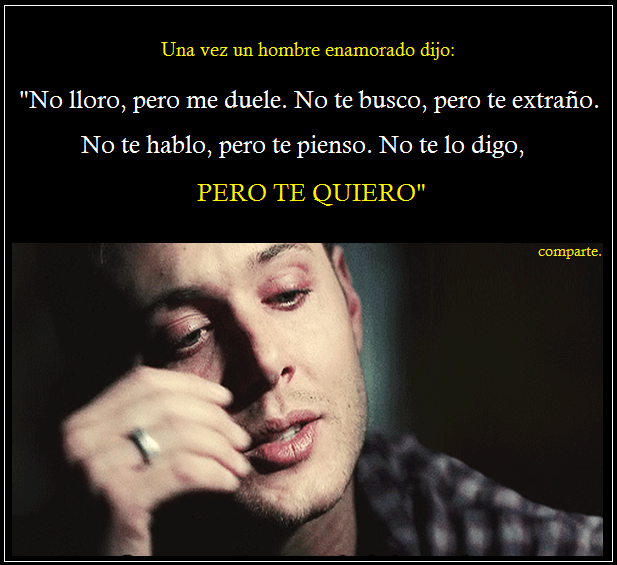 Una vez un hombre enamorado dijo:
"No lloro, pero me duele. No te busco, pero te extraño.
No te hablo, pero te pienso. No te lo digo,
PERO TE QUIERO"
comparte.